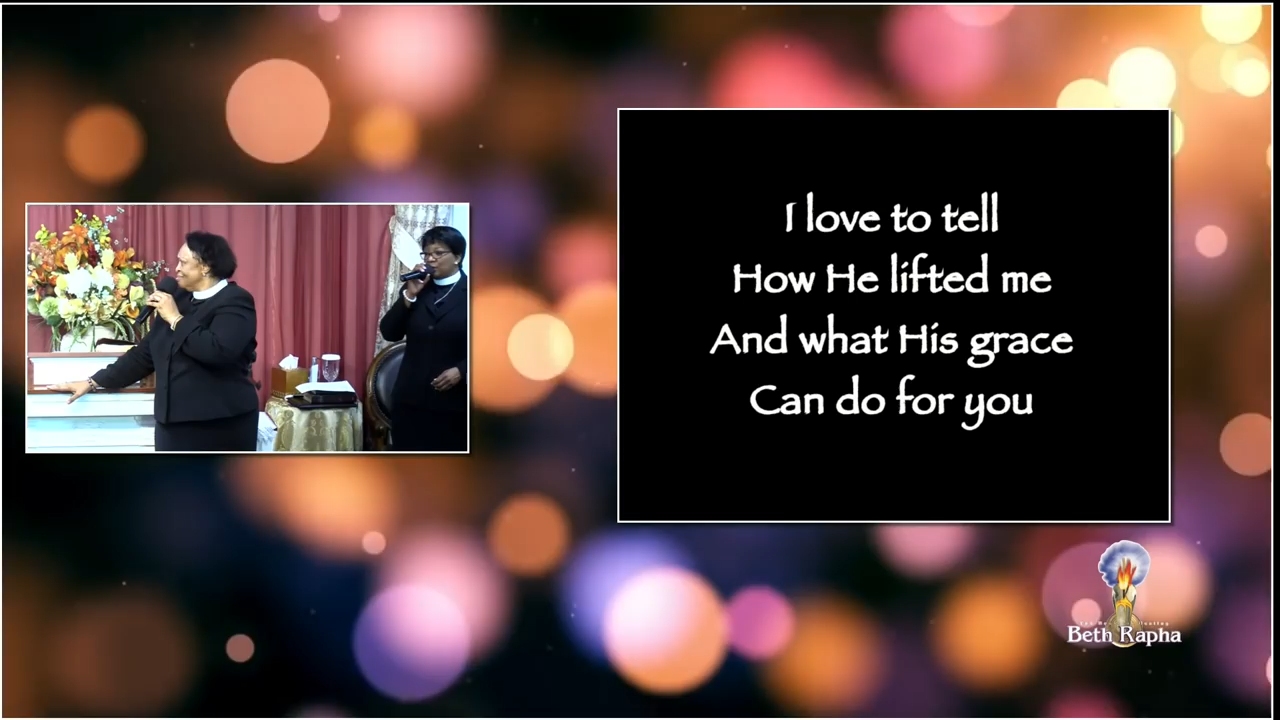 I love to tell
How He lifted me
And what His grace
Can do for you
Beth Rapha